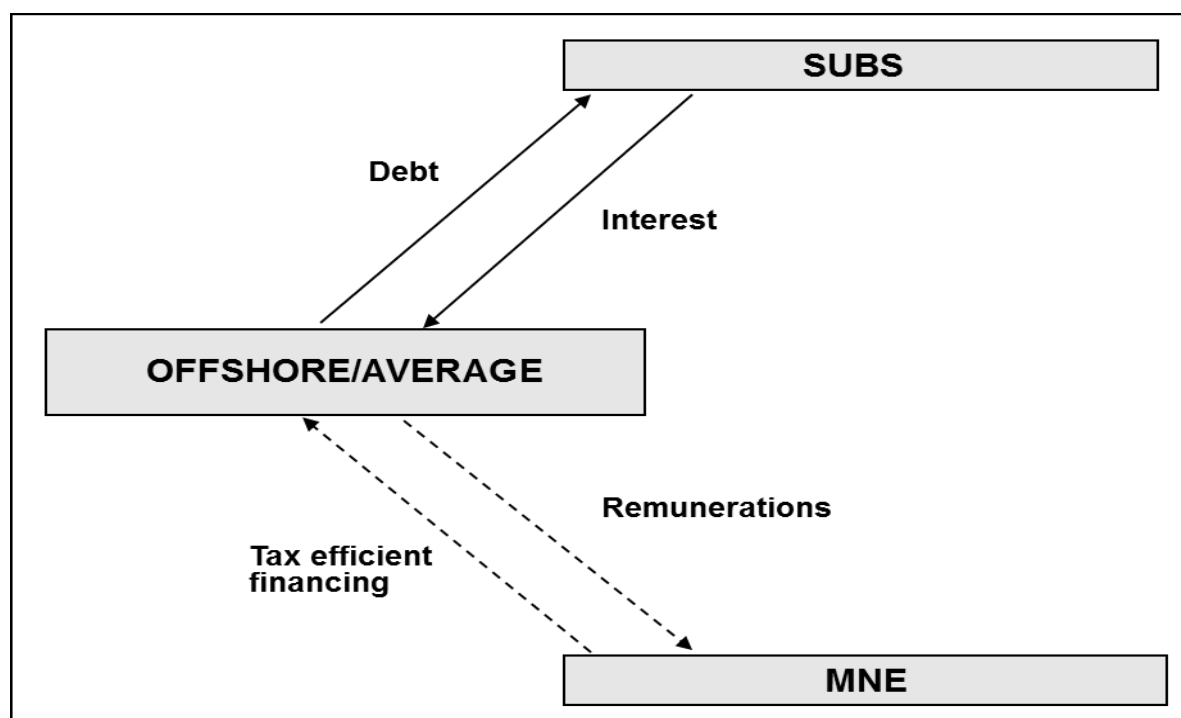 SUBS
Debt
Interest
OFFSHORE/AVERAGE
Remunerations
Tax efficient
financing
MNE